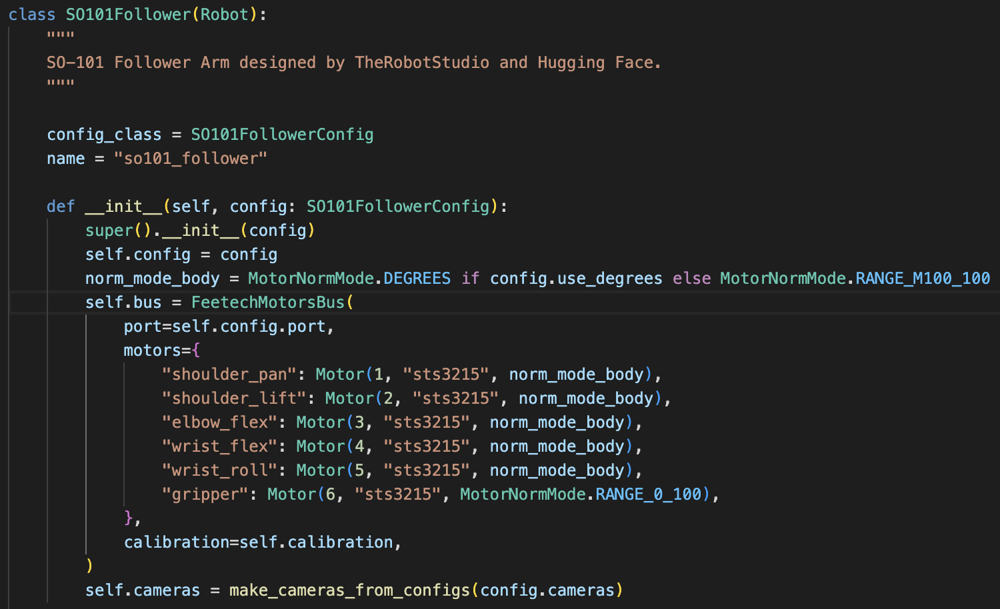 class SO101Follower(Robot):
    """
    SO-101 Follower Arm designed by TheRobotStudio and Hugging Face.
    """

    config_class = SO101FollowerConfig
    name = "so101_follower"

    def __init__(self, config: SO101FollowerConfig):
        super().__init__(config)
        self.config = config
        norm_mode_body = MotorNormMode.DEGREES if config.use_degrees else MotorNormMode.RANGE_M100_100
        self.bus = FeetechMotorsBus(
            port=self.config.port,
            motors={
                "shoulder_pan": Motor(1, "sts3215", norm_mode_body),
                "shoulder_lift": Motor(2, "sts3215", norm_mode_body),
                "elbow_flex": Motor(3, "sts3215", norm_mode_body),
                "wrist_flex": Motor(4, "sts3215", norm_mode_body),
                "wrist_roll": Motor(5, "sts3215", norm_mode_body),
                "gripper": Motor(6, "sts3215", MotorNormMode.RANGE_0_100),
            },
            calibration=self.calibration,
        )
        self.cameras = make_cameras_from_configs(config.cameras)